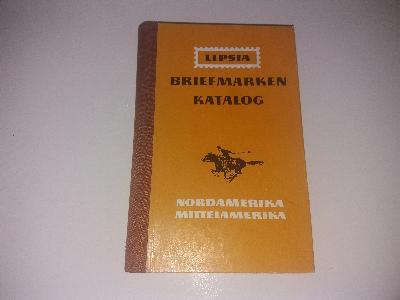 LIPSIA
BRIEFMARKEN
KATALOG
NORDAMERIKA
MITTELAMERIKA